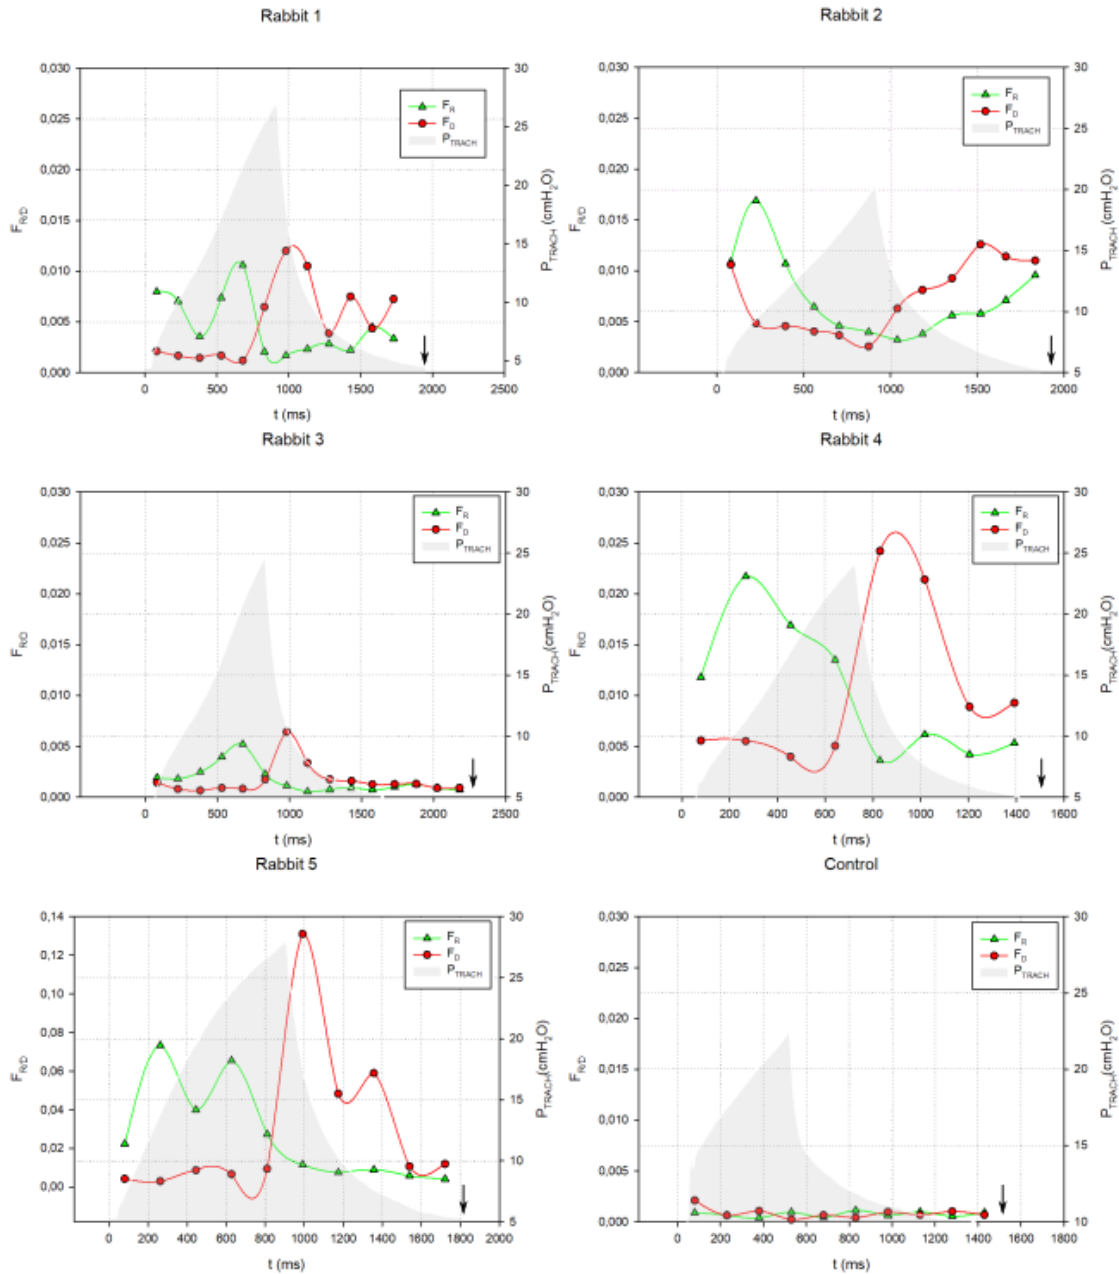 Rabbit 1
0,030
0,025
0,020
0,015
0,010
0,005
0,000
F_R/D
30
25
20
15
10
5
P_TRACH (cmH₂O)
F_R
F_D
P_TRACH
0 500 1000 1500 2000 2500
t (ms)
Rabbit 2
0,030
0,025
0,020
0,015
0,010
0,005
0,000
F_R/D
30
25
20
15
10
5
P_TRACH (cmH₂O)
F_R
F_D
P_TRACH
0 500 1000 1500 2000
t (ms)
Rabbit 3
0,030
0,025
0,020
0,015
0,010
0,005
0,000
F_R/D
30
25
20
15
10
5
P_TRACH(cmH₂O)
F_R
F_D
P_TRACH
0 500 1000 1500 2000 2500
t (ms)
Rabbit 4
0,030
0,025
0,020
0,015
0,010
0,005
0,000
F_R/D
30
25
20
15
10
5
P_TRACH(cmH₂O)
F_R
F_D
P_TRACH
0 200 400 600 800 1000 1200 1400 1600
t (ms)
Rabbit 5
0,14
0,12
0,10
0,08
0,06
0,04
0,02
0,00
F_R/D
30
25
20
15
10
5
P_TRACH(cmH₂O)
F_R
F_D
P_TRACH
0 200 400 600 800 1000 1200 1400 1600 1800 2000
t (ms)
Control
0,030
0,025
0,020
0,015
0,010
0,005
0,000
F_R/D
30
25
20
15
10
P_TRACH(cmH₂O)
F_R
F_D
P_TRACH
0 200 400 600 800 1000 1200 1400 1600 1800
t (ms)